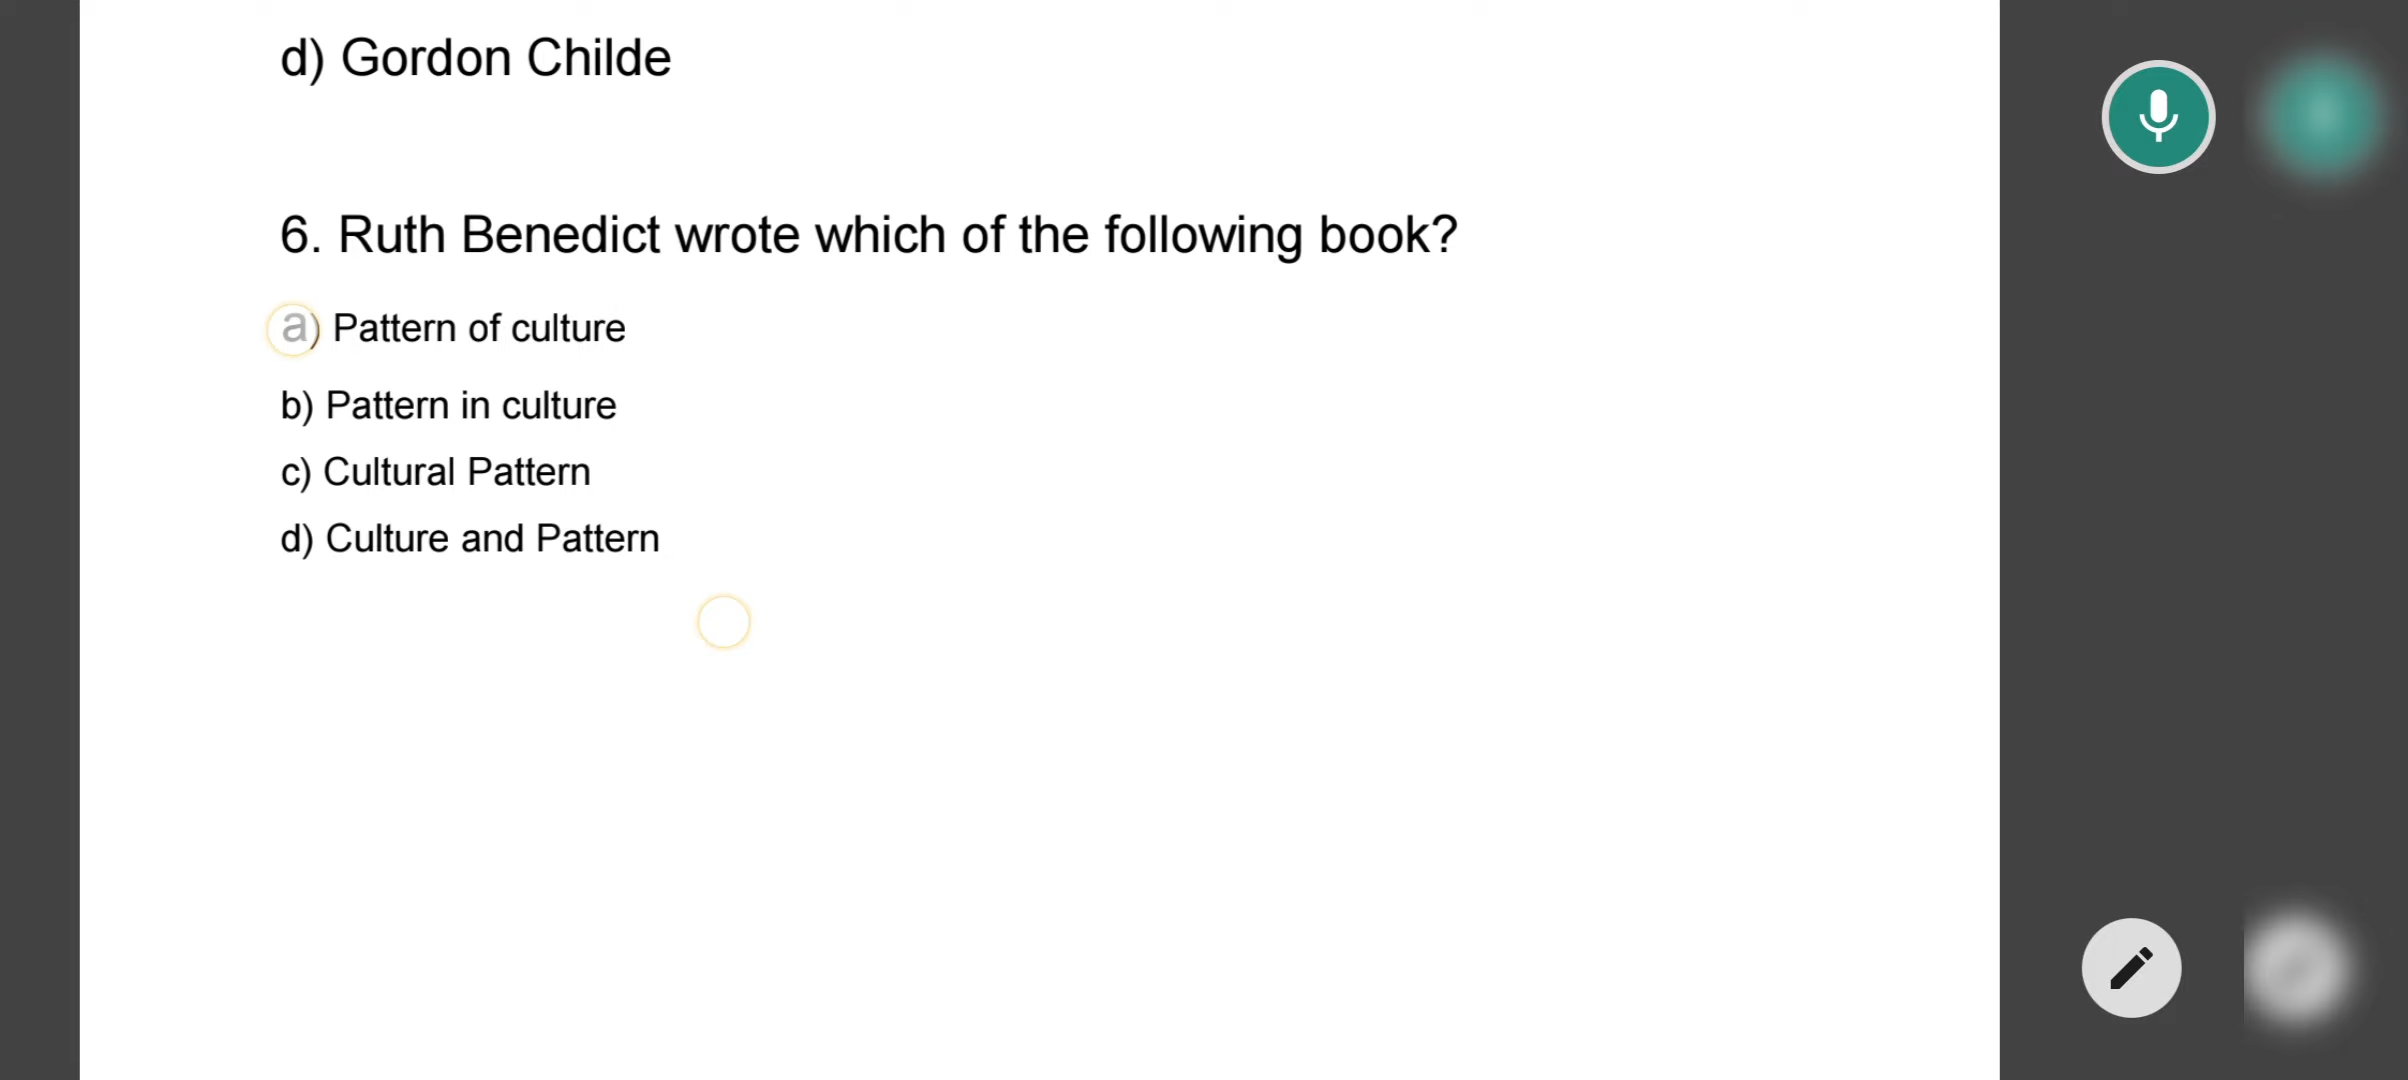 d) Gordon Childe
6. Ruth Benedict wrote which of the following book?
a) Pattern of culture
b) Pattern in culture
c) Cultural Pattern
d) Culture and Pattern